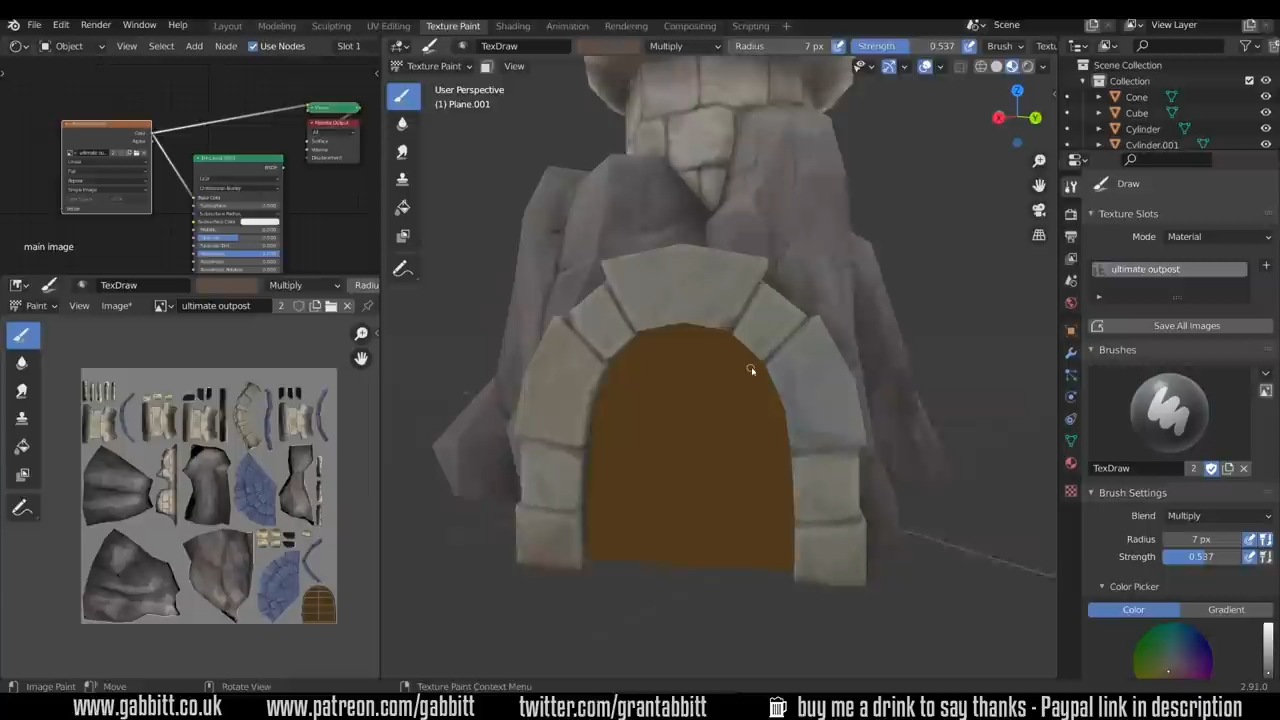 File Edit Render Window Help Layout Modeling Sculpting UV Editing Texture Paint Shading Animation Rendering Compositing Scripting + Scene View Layer
Object View Select Add Node Use Nodes Slot 1 TexDraw Multiply Radius 7 px Strength 0.537 Brush
Texture Paint View
User Perspective
(1) Plane.001
Scene Collection
Collection
Cone
Cube
Cylinder
Cylinder.001
Draw
Texture Slots
Mode Material
ultimate outpost
Save All Images
Brushes
TexDraw 2
Brush Settings
Blend Multiply
Radius 7 px
Strength 0.537
Color Picker
Color Gradient
main image
TexDraw Multiply Radiu
Paint View Image* ultimate outpost 2
Image Paint Move Rotate View Texture Paint Context Menu 2.91.0
www.gabbitt.co.uk www.patreon.com/gabbitt twitter.com/grantabbitt buy me a drink to say thanks - Paypal link in description